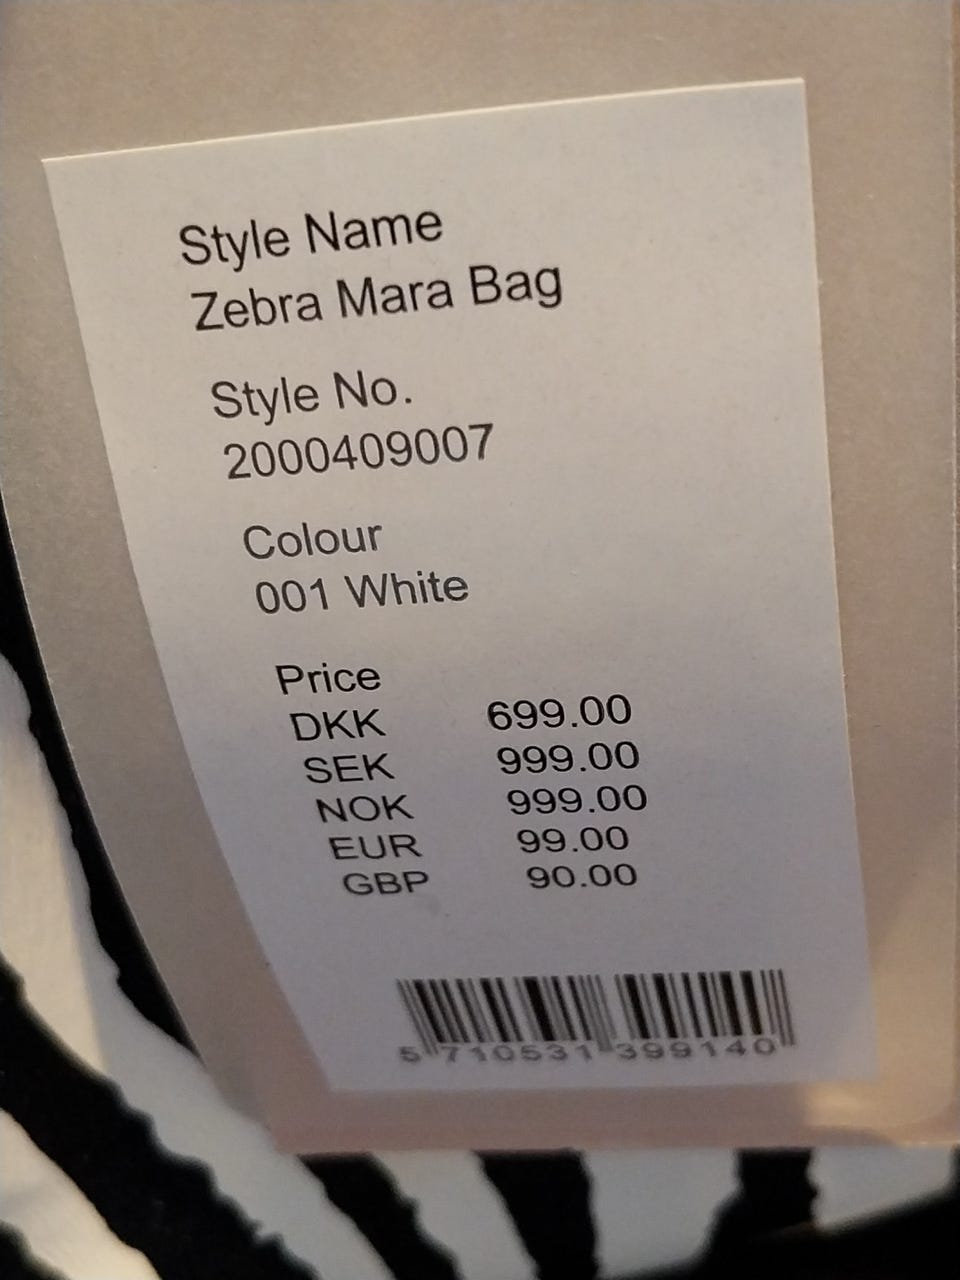 Style Name
Zebra Mara Bag
Style No.
2000409007
Colour
001 White
Price
DKK 699.00
SEK 999.00
NOK 999.00
EUR 99.00
GBP 90.00
5 710531 399140